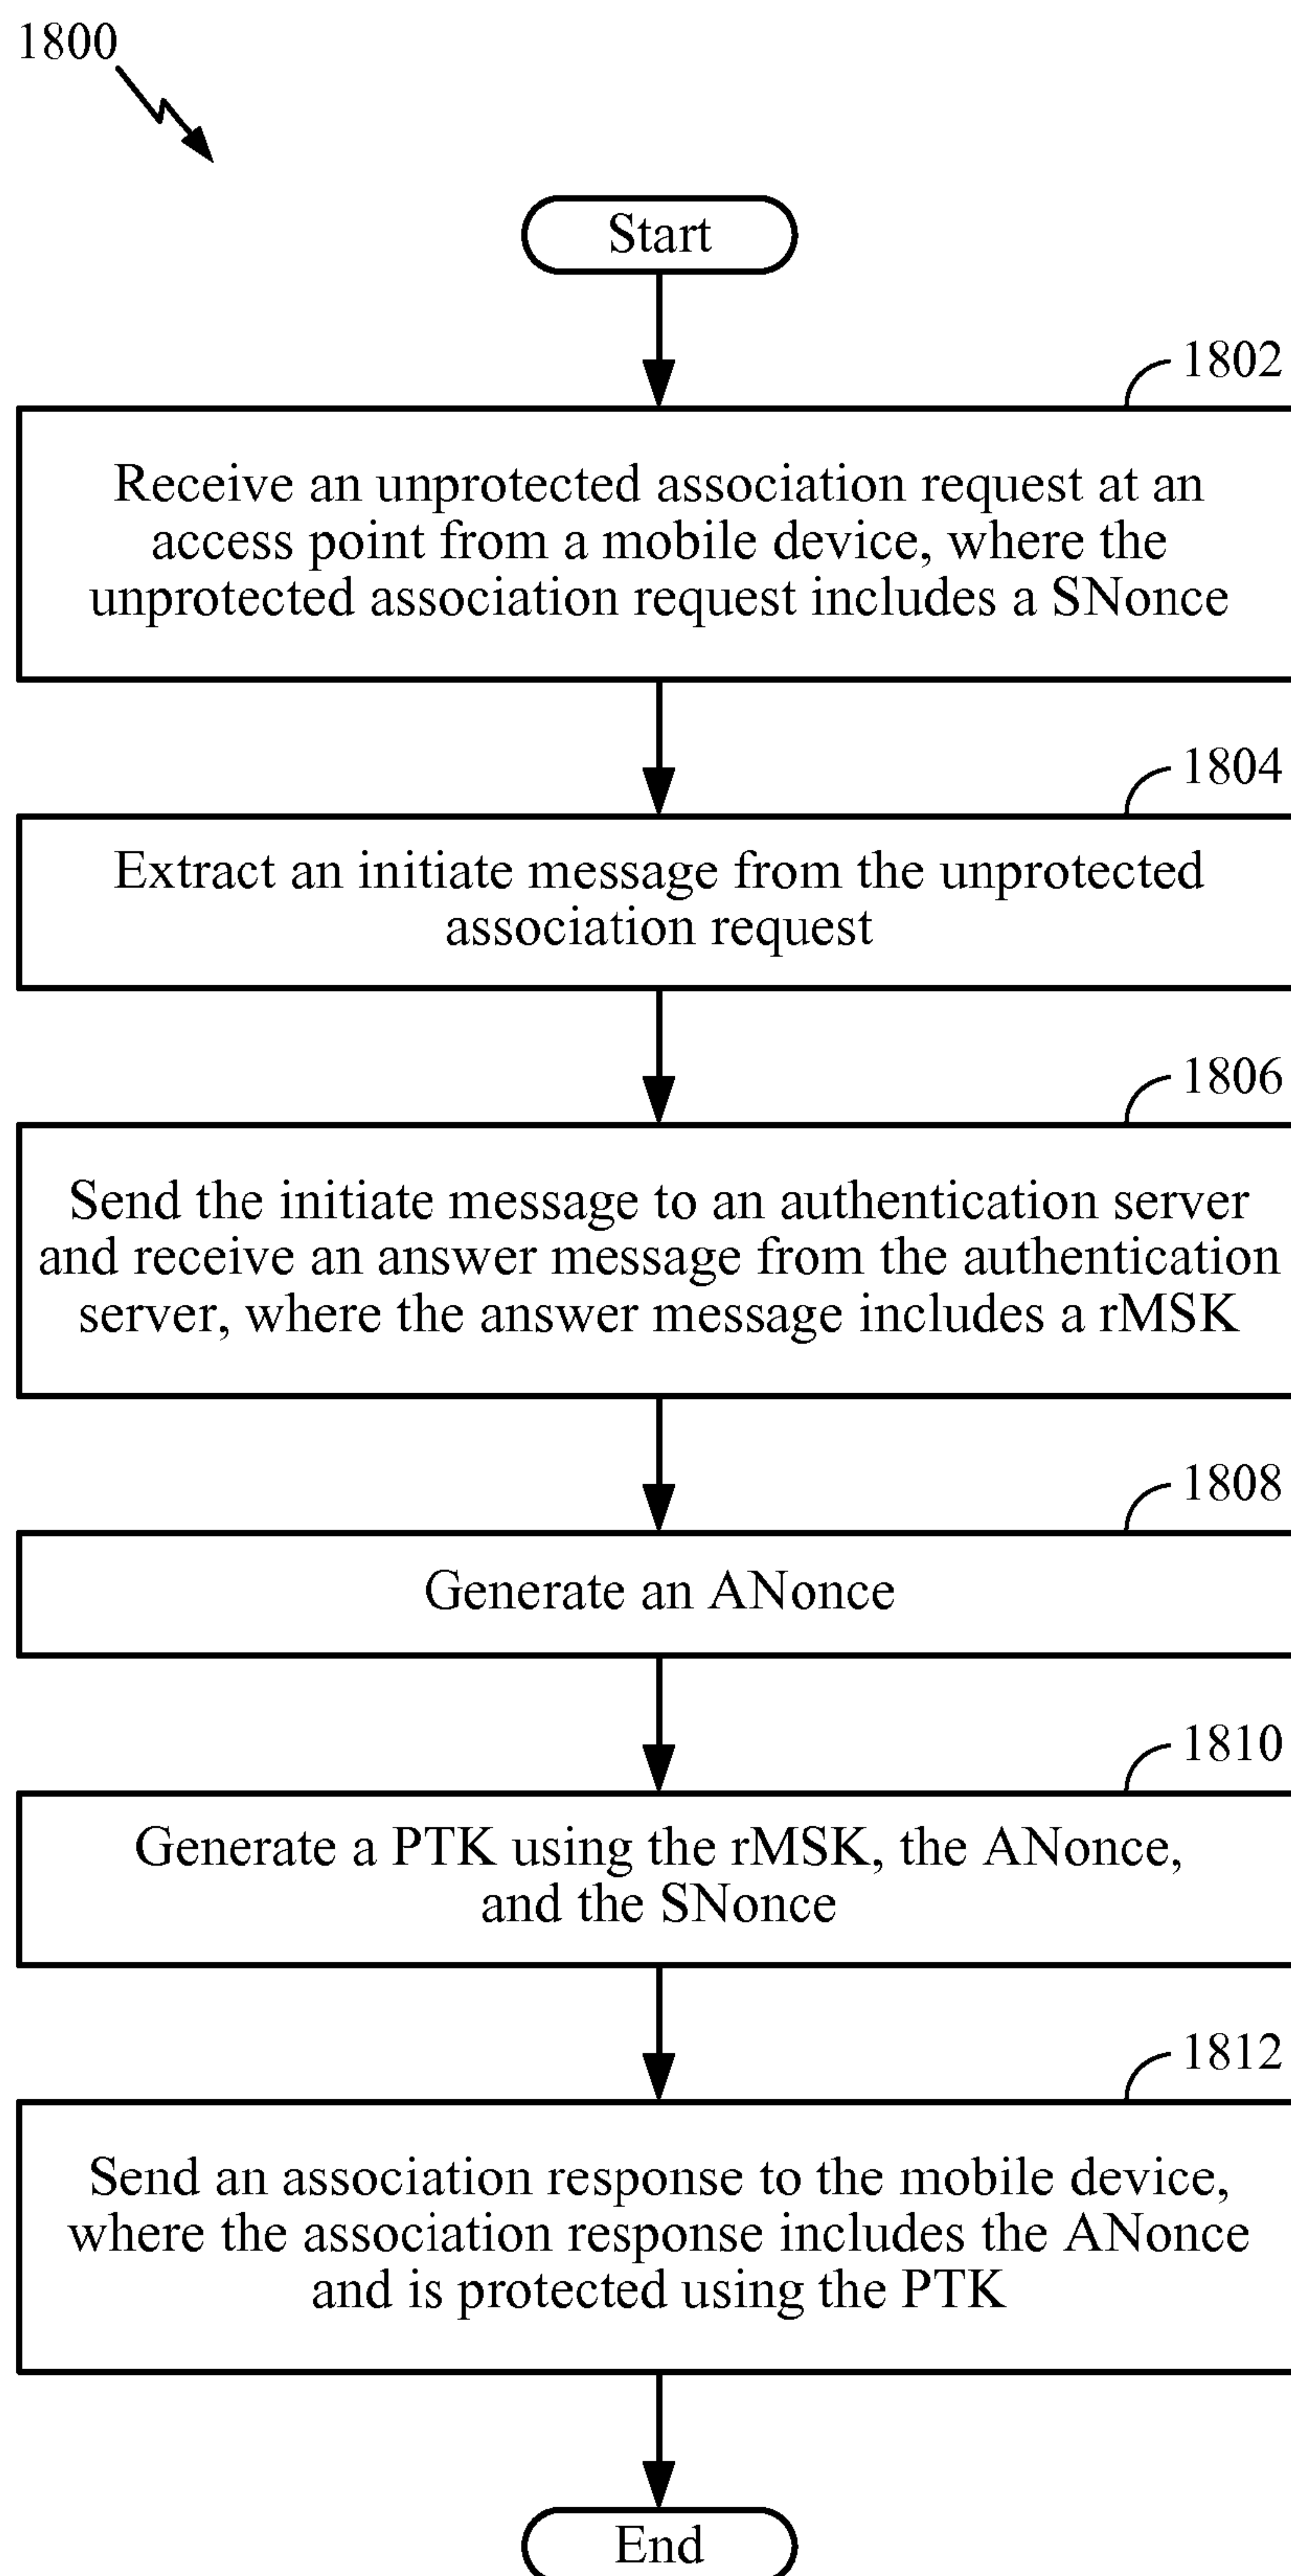 1800
Start
1802
Receive an unprotected association request at an
access point from a mobile device, where the
unprotected association request includes a SNonce
1804
Extract an initiate message from the unprotected
association request
1806
Send the initiate message to an authentication server
and receive an answer message from the authentication
server, where the answer message includes a rMSK
1808
Generate an ANonce
1810
Generate a PTK using the rMSK, the ANonce,
and the SNonce
1812
Send an association response to the mobile device,
where the association response includes the ANonce
and is protected using the PTK
End